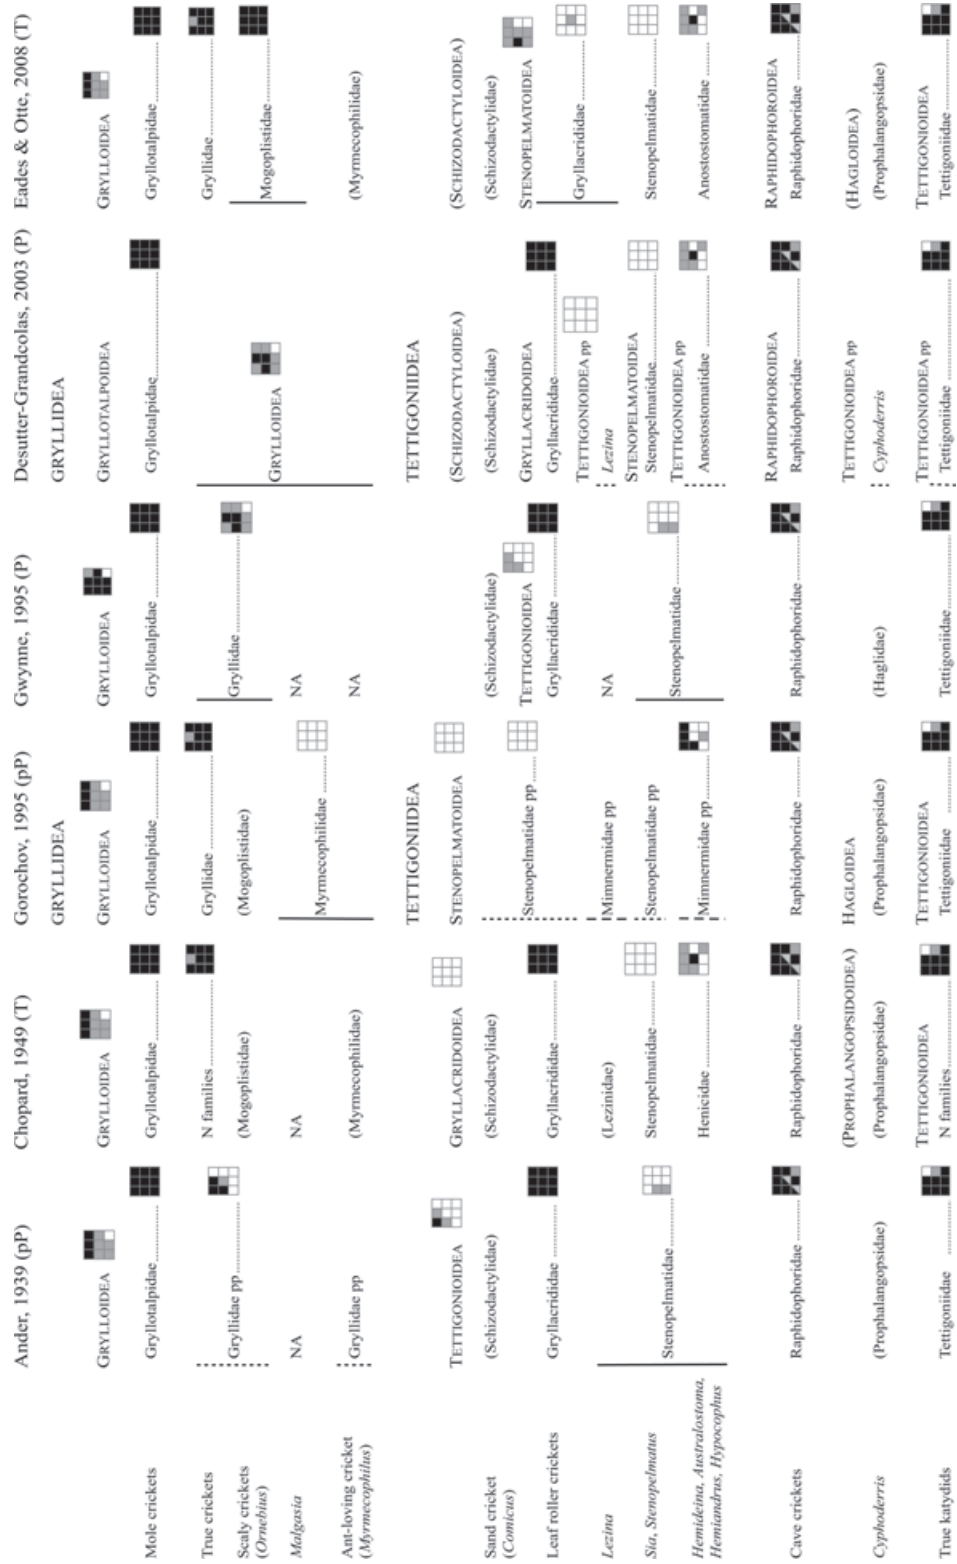 Ander, 1939 (pP) Chopard, 1949 (T) Gorochov, 1995 (pP) Gwynne, 1995 (P) Desutter-Grandcolas, 2003 (P) Eades & Otte, 2008 (T)
GRYLLIDEA GRYLLIDEA
GRYLLOIDEA GRYLLOIDEA GRYLLOIDEA GRYLLOIDEA GRYLLOTALPOIDEA GRYLLOIDEA
Mole crickets Gryllotalpidae Gryllotalpidae Gryllotalpidae Gryllotalpidae Gryllotalpidae Gryllotalpidae
True crickets N families Gryllidae Gryllidae
Gryllidae pp Gryllidae
Scaly crickets (Mogoplistidae) (Mogoplistidae)
(Ornebius) GRYLLOIDEA Mogoplistidae
Malgasia NA NA NA
Myrmecophilidae
Ant-loving cricket Gryllidae pp (Myrmecophilidae) NA (Myrmecophilidae)
(Myrmecophilus)
TETTIGONIIDEA TETTIGONIIDEA
TETTIGONIOIDEA GRYLLACRIDOIDEA STENOPELMATOIDEA (SCHIZODACTYLOIDEA) (SCHIZODACTYLOIDEA)
Sand cricket (Schizodactylidae) (Schizodactylidae) (Schizodactylidae) (Schizodactylidae) (Schizodactylidae)
(Comicus)
Stenopelmatidae pp TETTIGONIOIDEA GRYLLACRIDOIDEA STENOPELMATOIDEA
Leaf roller crickets Gryllacrididae Gryllacrididae Gryllacrididae Gryllacrididae
TETTIGONIOIDEA pp Gryllacrididae
Lezina (Lezinidae) Mimnermidae pp NA Lezina
STENOPELMATOIDEA
Sia, Stenopelmatus Stenopelmatidae Stenopelmatidae pp Stenopelmatidae Stenopelmatidae
Stenopelmatidae Stenopelmatidae TETTIGONIOIDEA pp
Hemideina, Australostoma, Henicidae Mimnermidae pp Anostostomatidae Anostostomatidae
Hemiandrus, Hypocophus
RAPHIDOPHOROIDEA RAPHIDOPHOROIDEA
Cave crickets Raphidophoridae Raphidophoridae Raphidophoridae Raphidophoridae Raphidophoridae Raphidophoridae
(PROPHALANGOPSIDOIDEA) HAGLOIDEA TETTIGONIOIDEA pp (HAGLOIDEA)
Cyphoderris (Prophalangopsidae) (Prophalangopsidae) (Prophalangopsidae) (Haglidae) Cyphoderris (Prophalangopsidae)
TETTIGONIOIDEA TETTIGONIOIDEA TETTIGONIOIDEA pp TETTIGONIOIDEA
True katydids Tettigoniidae N families Tettigoniidae Tettigoniidae Tettigoniidae Tettigoniidae